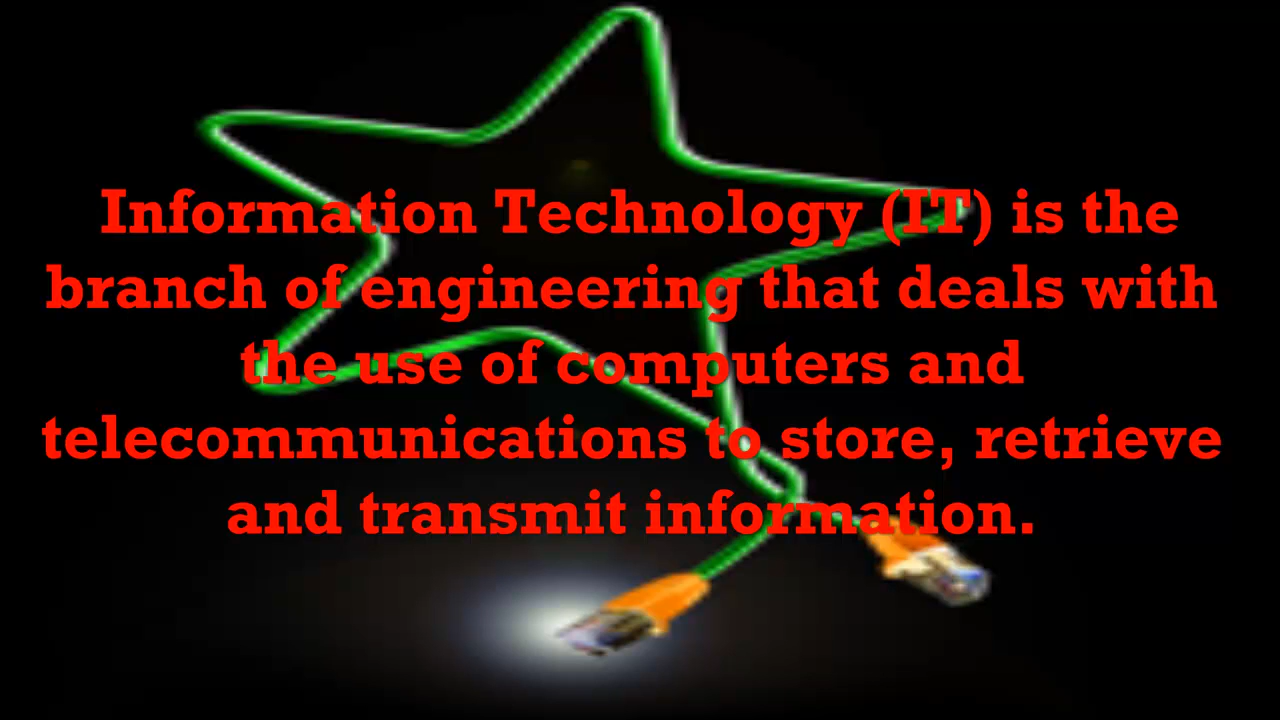 Information Technology (IT) is the
branch of engineering that deals with
the use of computers and
telecommunications to store, retrieve
and transmit information.